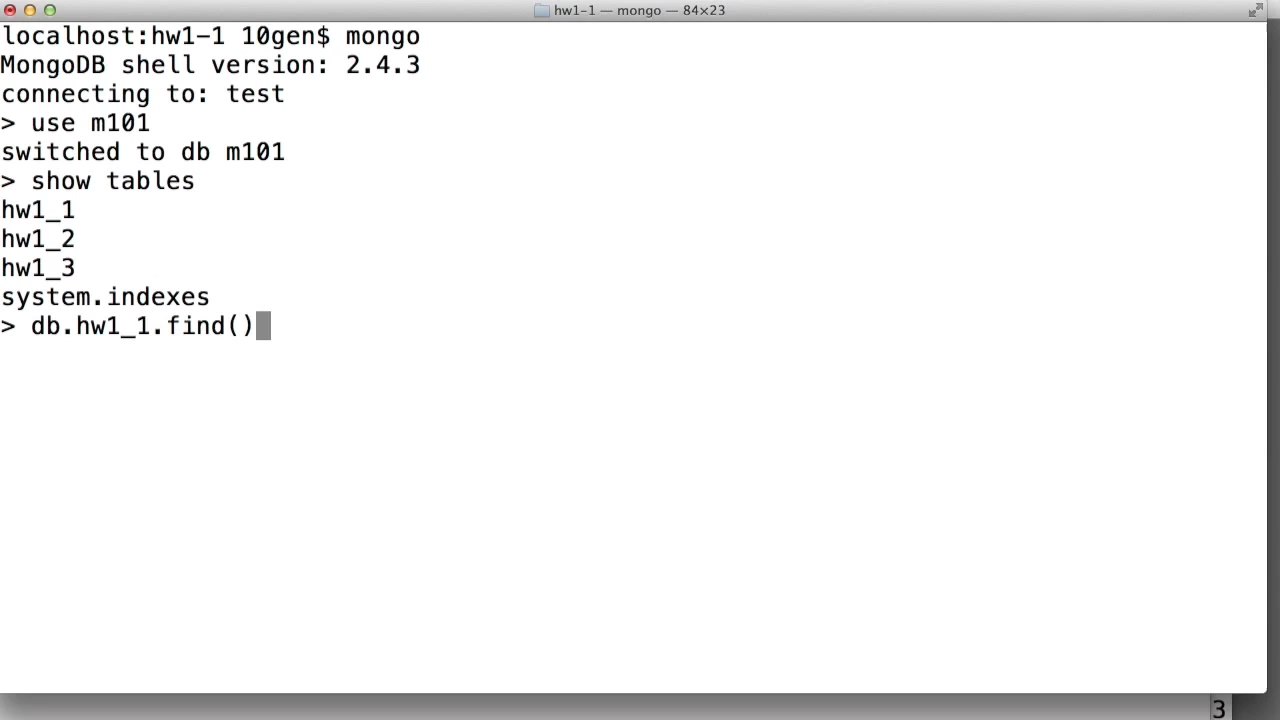 hw1-1 — mongo — 84×23
localhost:hw1-1 10gen$ mongo
MongoDB shell version: 2.4.3
connecting to: test
> use m101
switched to db m101
> show tables
hw1_1
hw1_2
hw1_3
system.indexes
> db.hw1_1.find()
3